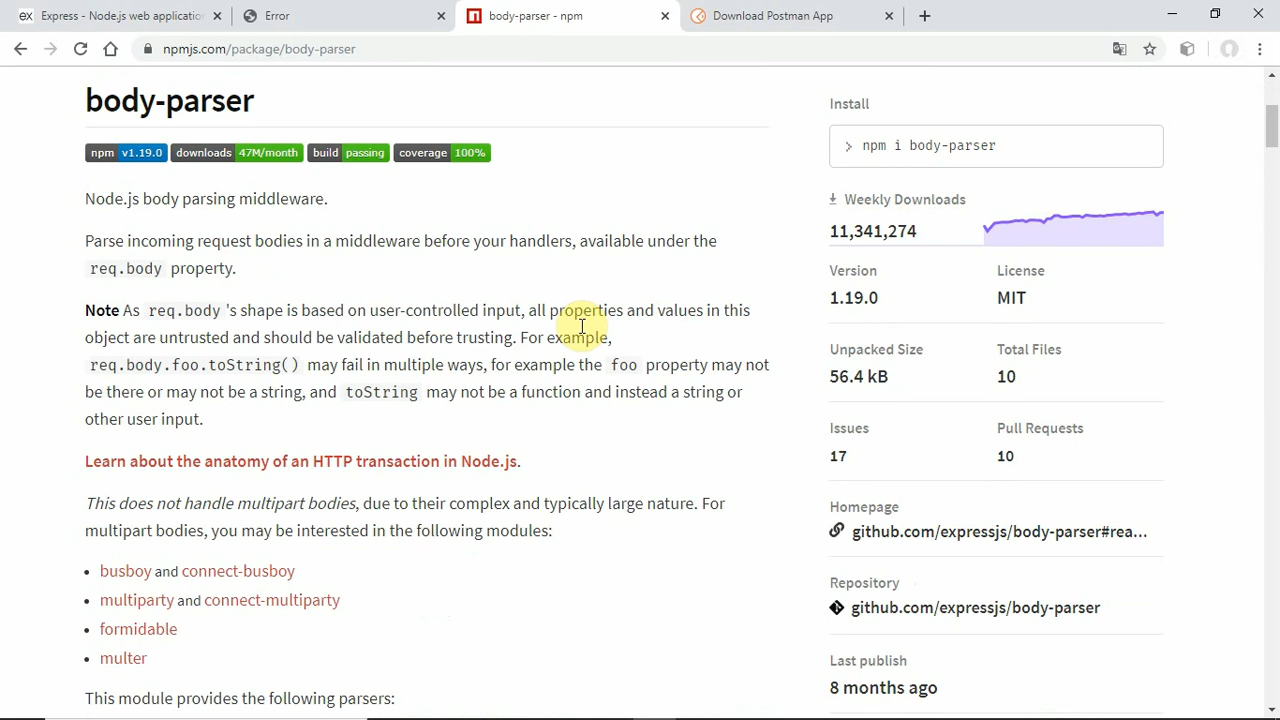 Express - Node.js web application
Error
body-parser - npm
Download Postman App
npmjs.com/package/body-parser
body-parser
npm v1.19.0 downloads 47M/month build passing coverage 100%
Node.js body parsing middleware.
Parse incoming request bodies in a middleware before your handlers, available under the
req.body property.
Note As req.body 's shape is based on user-controlled input, all properties and values in this
object are untrusted and should be validated before trusting. For example,
req.body.foo.toString() may fail in multiple ways, for example the foo property may not
be there or may not be a string, and toString may not be a function and instead a string or
other user input.
Learn about the anatomy of an HTTP transaction in Node.js.
This does not handle multipart bodies, due to their complex and typically large nature. For
multipart bodies, you may be interested in the following modules:
• busboy and connect-busboy
• multiparty and connect-multiparty
• formidable
• multer
This module provides the following parsers:
Install
> npm i body-parser
Weekly Downloads
11,341,274
Version License
1.19.0 MIT
Unpacked Size Total Files
56.4 kB 10
Issues Pull Requests
17 10
Homepage
github.com/expressjs/body-parser#rea...
Repository
github.com/expressjs/body-parser
Last publish
8 months ago